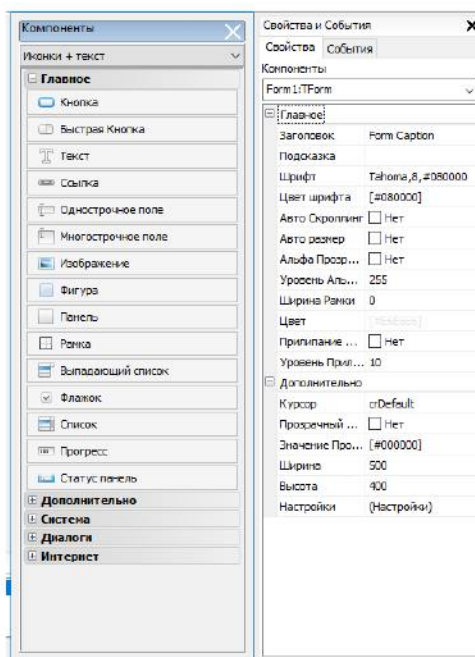 Компоненты
Иконки + текст
Главное
Кнопка
Быстрая Кнопка
Текст
Ссылка
Однострочное поле
Многострочное поле
Изображение
Фигура
Панель
Рамка
Выпадающий список
Флажок
Список
Прогресс
Статус панель
Дополнительно
Система
Диалоги
Интернет
Свойства и События
Свойства События
Компоненты
Form1:TForm
Главное
Заголовок Form Caption
Подсказка
Шрифт Tahoma,8,#080000
Цвет шрифта [#080000]
Авто Скроллинг Нет
Авто размер Нет
Альфа Прозр... Нет
Уровень Аль... 255
Ширина Рамки 0
Цвет
Прилипание ... Нет
Уровень Прил... 10
Дополнительно
Курсор crDefault
Прозрачный ... Нет
Значение Про... [#000000]
Ширина 500
Высота 400
Настройки (Настройки)